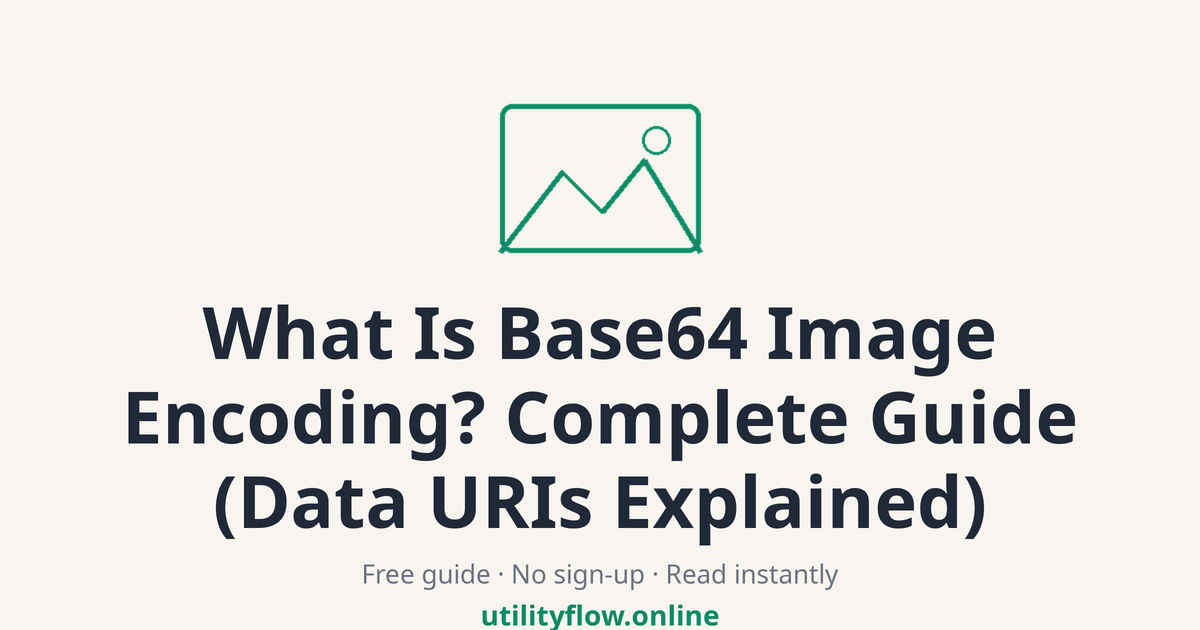 What Is Base64 Image
Encoding? Complete Guide
(Data URIs Explained)
Free guide · No sign-up · Read instantly
utilityflow.online